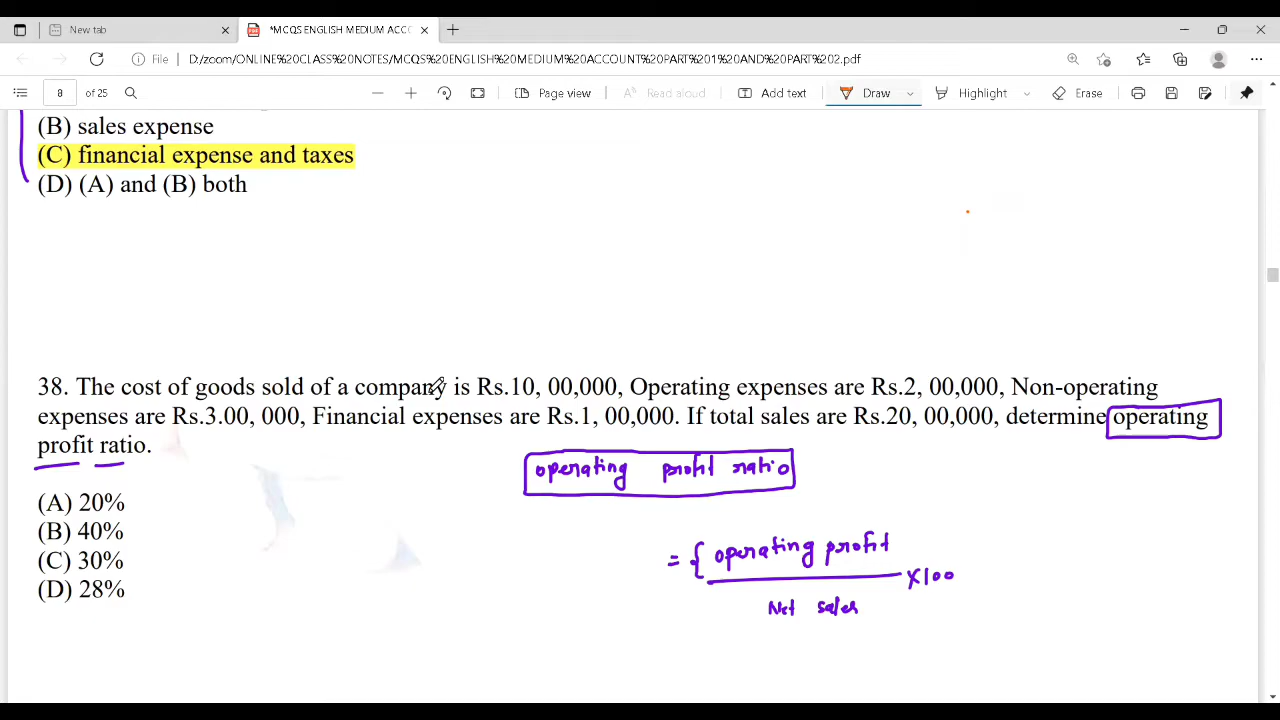 New tab
*MCQS ENGLISH MEDIUM ACCO
File
D:/zoom/ONLINE%20CLASS%20NOTES/MCQS%20ENGLISH%20MEDIUM%20ACCOUNT%20PART%201%20AND%20PART%202.pdf
8 of 25
Page view
Read aloud
Add text
Draw
Highlight
Erase
(B) sales expense
(C) financial expense and taxes
(D) (A) and (B) both
38. The cost of goods sold of a company is Rs.10, 00,000, Operating expenses are Rs.2, 00,000, Non-operating
expenses are Rs.3.00, 000, Financial expenses are Rs.1, 00,000. If total sales are Rs.20, 00,000, determine operating
profit ratio.
operating profit ratio
(A) 20%
(B) 40%
(C) 30%
(D) 28%
= { operating profit
X100
Net sales